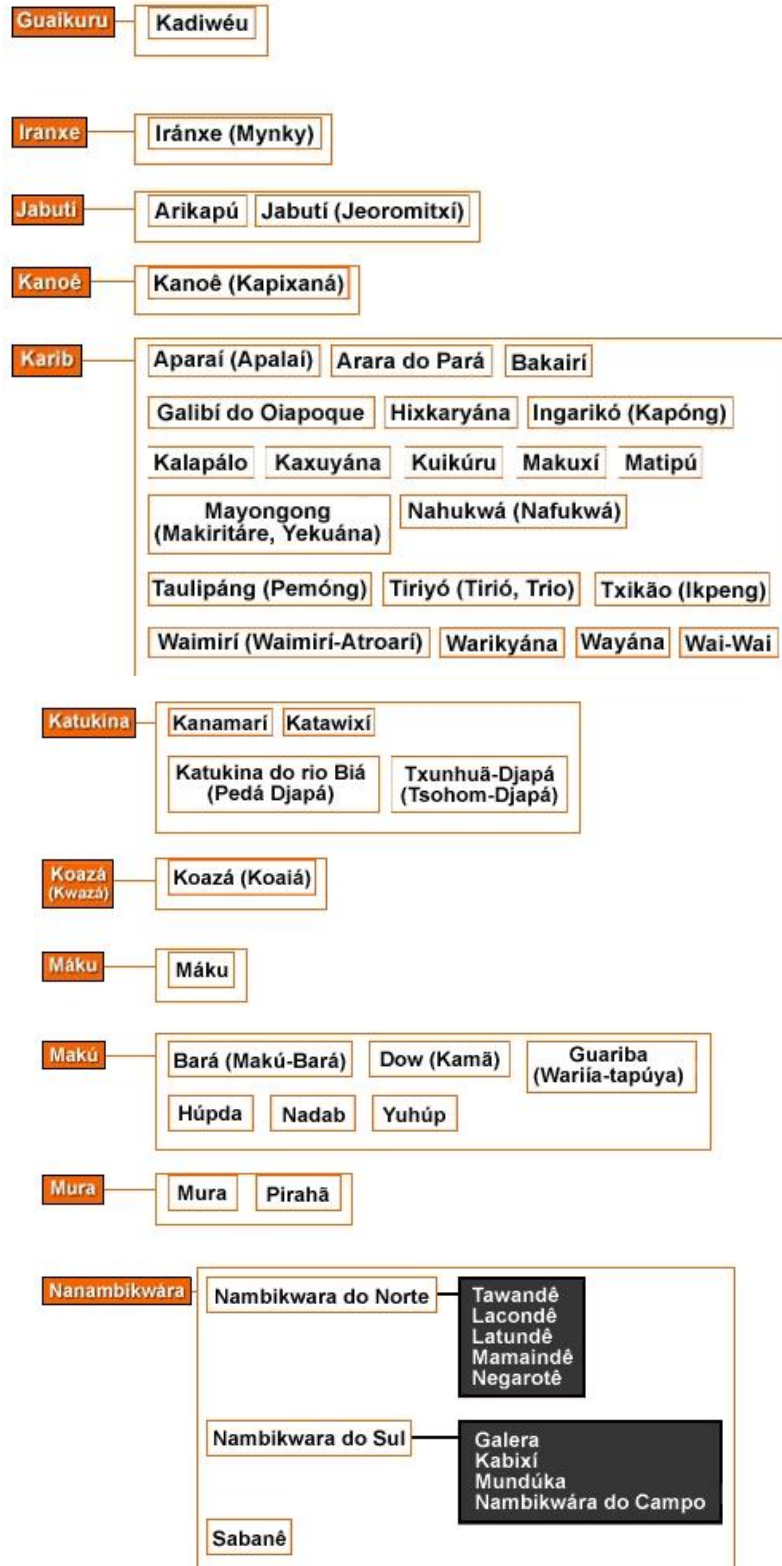 Guaikuru
Kadiwéu
Iranxe
Iránxe (Mynky)
Jabutí
Arikapú Jabutí (Jeoromitxí)
Kanoê
Kanoê (Kapixaná)
Karib
Aparaí (Apalaí) Arara do Pará Bakairí
Galibí do Oiapoque Hixkaryána Ingarikó (Kapóng)
Kalapálo Kaxuyána Kuikúru Makuxí Matipú
Mayongong
(Makiritáre, Yekuána)
Nahukwá (Nafukwá)
Taulipáng (Pemóng) Tiriyó (Tirió, Trio) Txikão (Ikpeng)
Waimirí (Waimirí-Atroarí) Warikyána Wayána Wai-Wai
Katukina
Kanamarí Katawixí
Katukina do rio Biá
(Pedá Djapá)
Txunhuã-Djapá
(Tsohom-Djapá)
Koazá
(Kwazá)
Koazá (Koaiá)
Máku
Máku
Makú
Bará (Makú-Bará) Dow (Kamã)
Guariba
(Wariía-tapúya)
Húpda Nadab Yuhúp
Mura
Mura Pirahã
Nanambikwára
Nambikwara do Norte
Tawandê
Lacondê
Latundê
Mamaindê
Negarotê
Nambikwara do Sul
Galera
Kabixí
Mundúka
Nambikwára do Campo
Sabanê